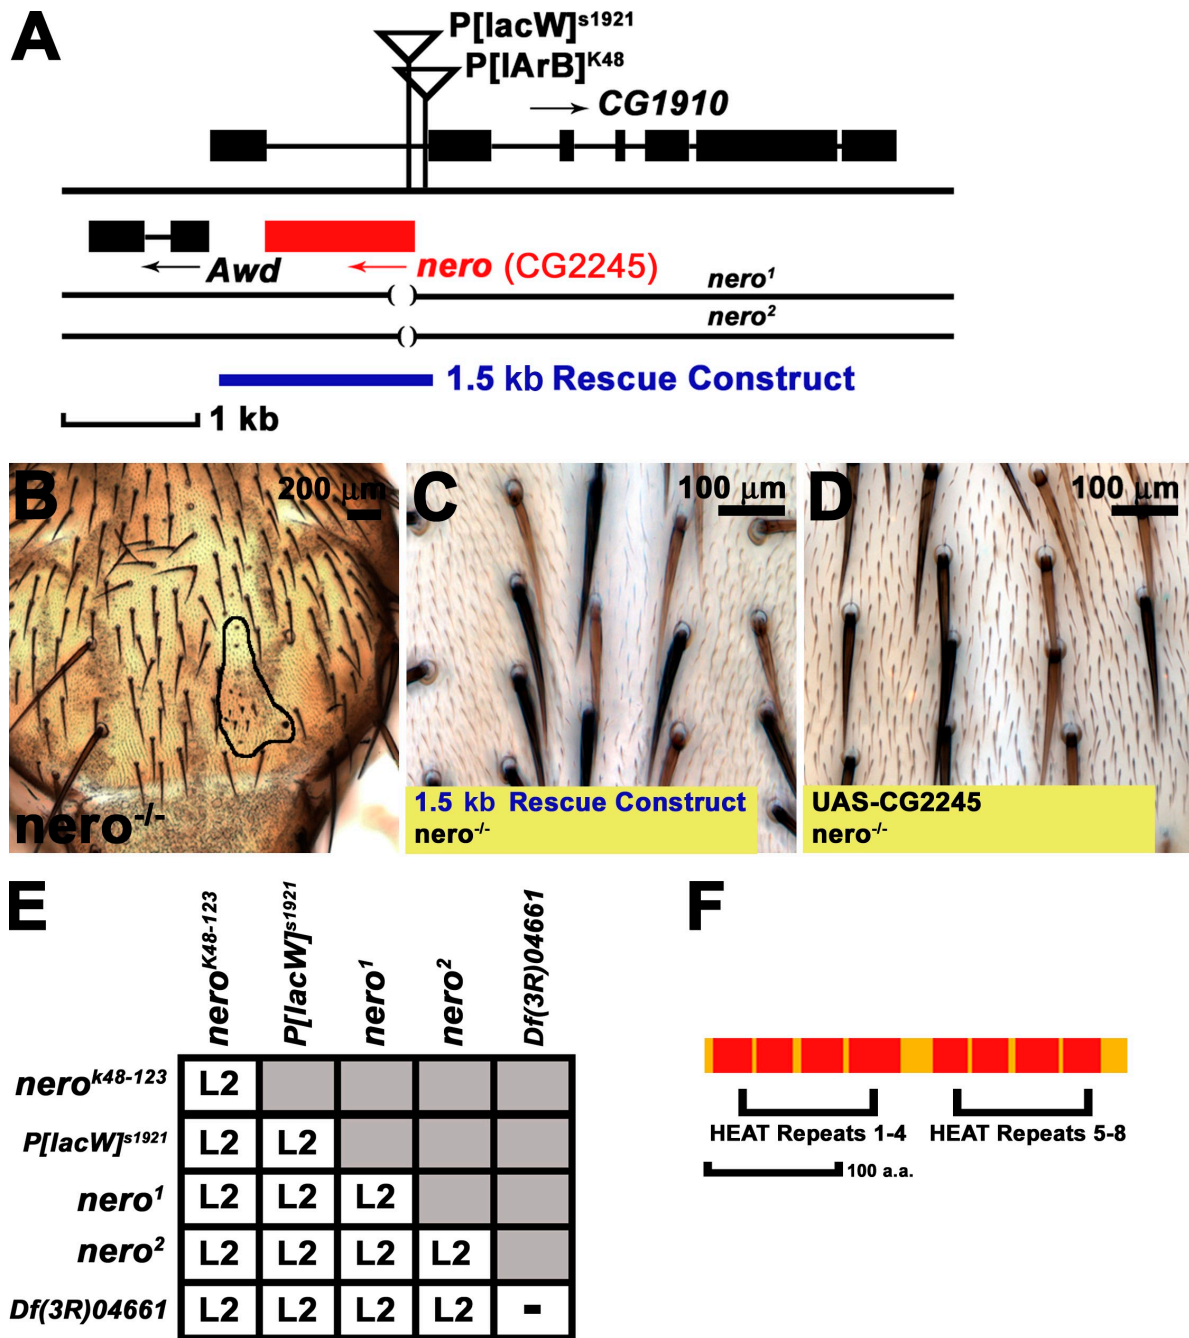 A
P[lacW]s1921
P[lArB]K48
CG1910
Awd
nero (CG2245)
nero1
nero2
1.5 kb Rescue Construct
1 kb
B
200 µm
nero-/-
C
100 µm
1.5 kb Rescue Construct
nero-/-
D
100 µm
UAS-CG2245
nero-/-
E
neroK48-123
P[lacW]s1921
nero1
nero2
Df(3R)04661
nerok48-123 L2
P[lacW]s1921 L2 L2
nero1 L2 L2 L2
nero2 L2 L2 L2 L2
Df(3R)04661 L2 L2 L2 L2 -
F
HEAT Repeats 1-4 HEAT Repeats 5-8
100 a.a.